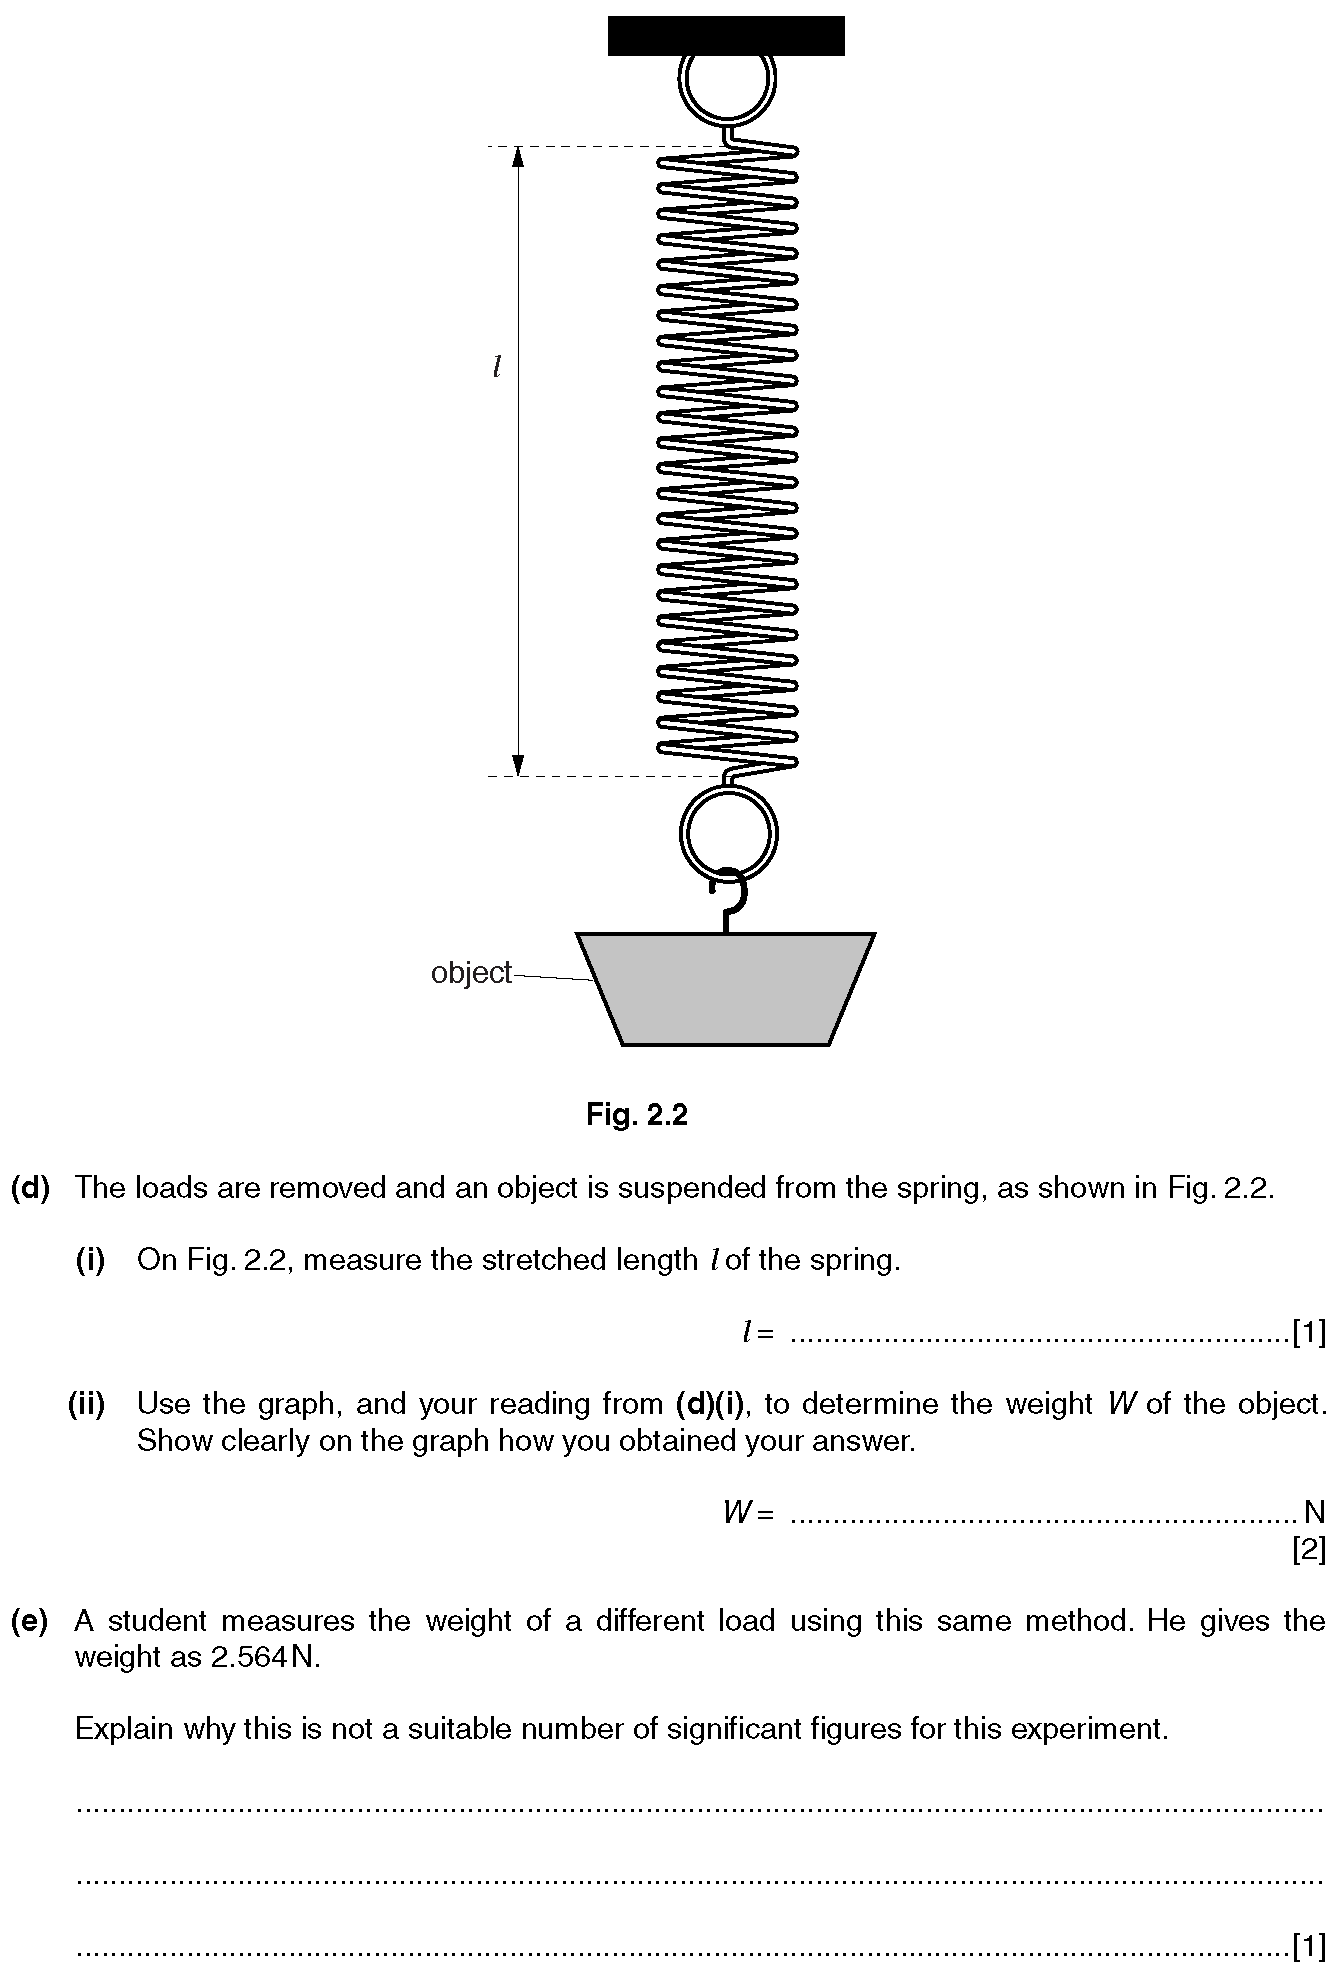 l
object
Fig. 2.2
(d) The loads are removed and an object is suspended from the spring, as shown in Fig. 2.2.
(i) On Fig. 2.2, measure the stretched length l of the spring.
l = ...........................................................[1]
(ii) Use the graph, and your reading from (d)(i), to determine the weight W of the object.
Show clearly on the graph how you obtained your answer.
W = ............................................................ N
[2]
(e) A student measures the weight of a different load using this same method. He gives the
weight as 2.564 N.
Explain why this is not a suitable number of significant figures for this experiment.
...................................................................................................................................................
...................................................................................................................................................
...............................................................................................................................................[1]